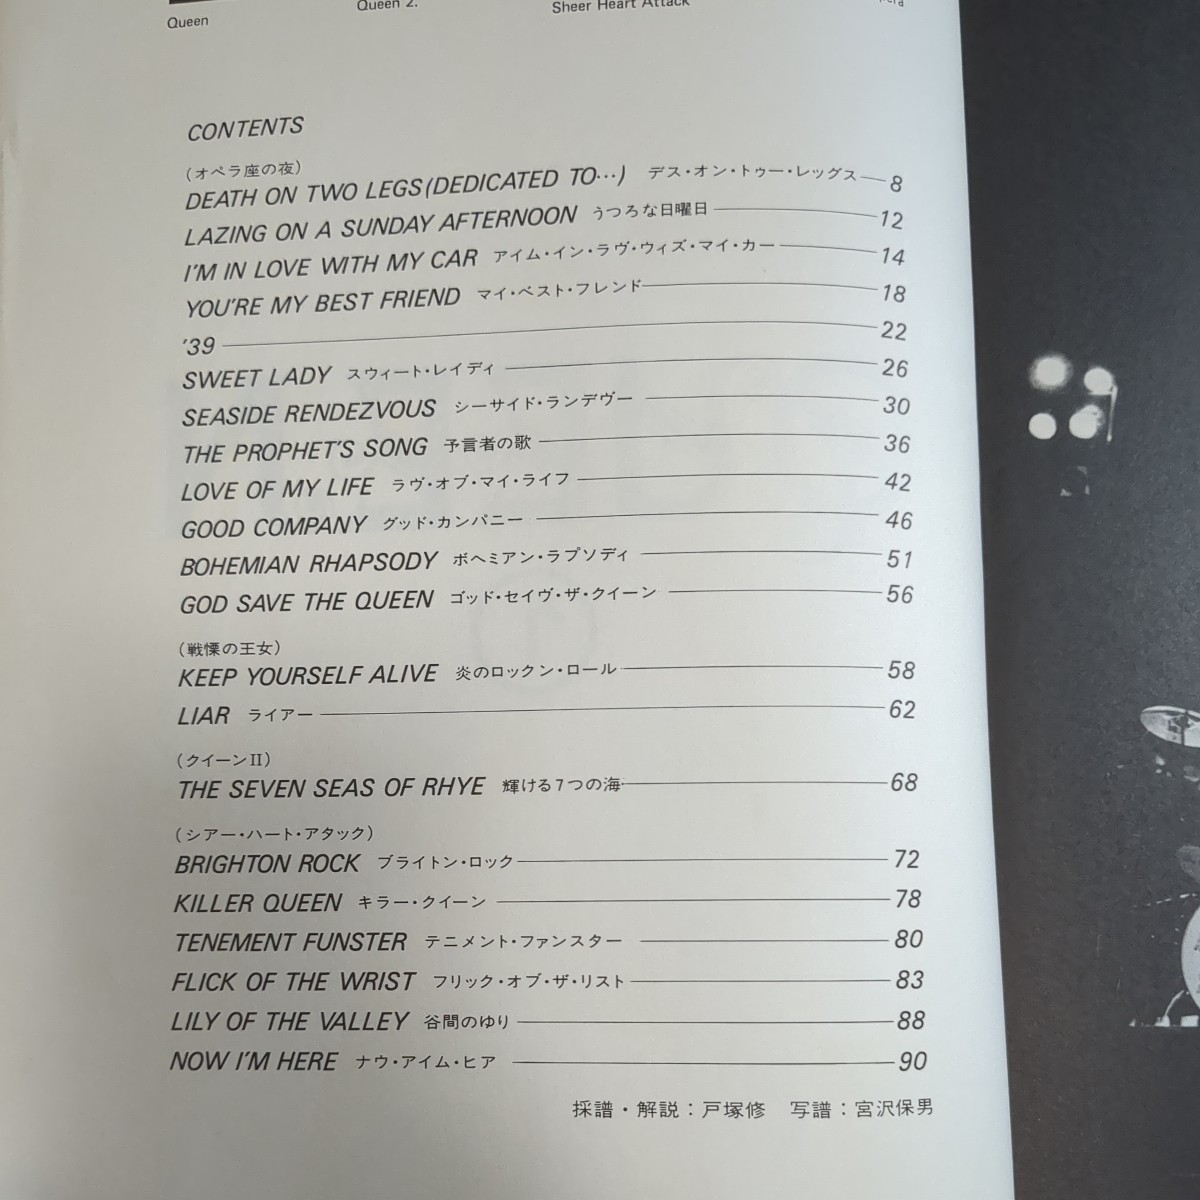 Queen
Queen 2.
Sheer Heart Attack
CONTENTS
(オペラ座の夜)
DEATH ON TWO LEGS(DEDICATED TO…) デス・オン・トゥー・レッグス 8
LAZING ON A SUNDAY AFTERNOON うつろな日曜日 12
I'M IN LOVE WITH MY CAR アイム・イン・ラヴ・ウィズ・マイ・カー 14
YOU'RE MY BEST FRIEND マイ・ベスト・フレンド 18
'39 22
SWEET LADY スウィート・レイディ 26
SEASIDE RENDEZVOUS シーサイド・ランデヴー 30
THE PROPHET'S SONG 予言者の歌 36
LOVE OF MY LIFE ラヴ・オブ・マイ・ライフ 42
GOOD COMPANY グッド・カンパニー 46
BOHEMIAN RHAPSODY ボヘミアン・ラプソディ 51
GOD SAVE THE QUEEN ゴッド・セイヴ・ザ・クイーン 56
(戦慄の王女)
KEEP YOURSELF ALIVE 炎のロックン・ロール 58
LIAR ライアー 62
(クイーンII)
THE SEVEN SEAS OF RHYE 輝ける7つの海 68
(シアー・ハート・アタック)
BRIGHTON ROCK ブライトン・ロック 72
KILLER QUEEN キラー・クイーン 78
TENEMENT FUNSTER テニメント・ファンスター 80
FLICK OF THE WRIST フリック・オブ・ザ・リスト 83
LILY OF THE VALLEY 谷間のゆり 88
NOW I'M HERE ナウ・アイム・ヒア 90
採譜・解説：戸塚修 写譜：宮沢保男